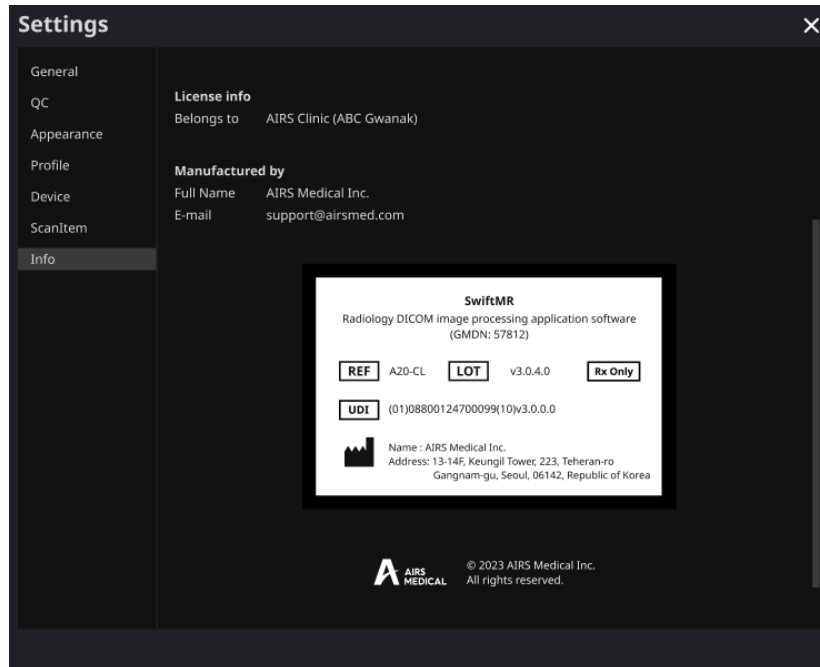 Settings
General
QC
Appearance
Profile
Device
ScanItem
Info
License info
Belongs to AIRS Clinic (ABC Gwanak)
Manufactured by
Full Name AIRS Medical Inc.
E-mail support@airsmed.com
SwiftMR
Radiology DICOM image processing application software
(GMDN: 57812)
REF A20-CL LOT v3.0.4.0 Rx Only
UDI (01)08800124700099(10)v3.0.0.0
Name : AIRS Medical Inc.
Address: 13-14F, Keungil Tower, 223, Teheran-ro
Gangnam-gu, Seoul, 06142, Republic of Korea
AIRS
MEDICAL
© 2023 AIRS Medical Inc.
All rights reserved.